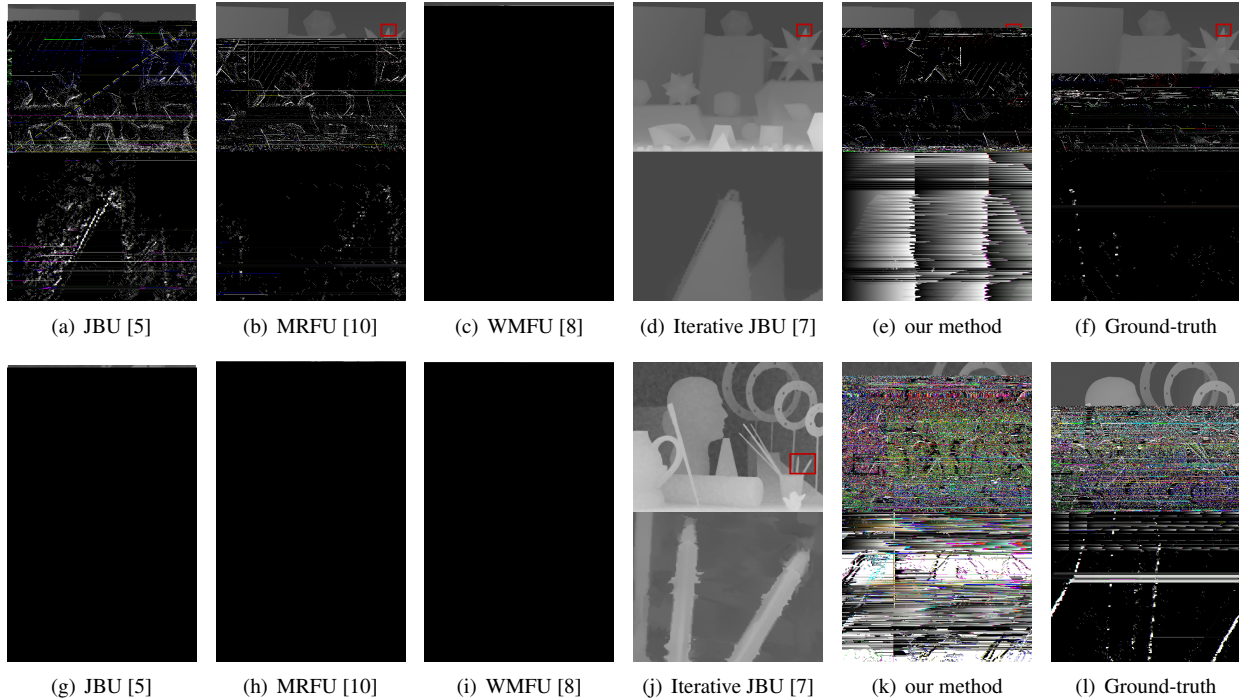 (a) JBU [5] (b) MRFU [10] (c) WMFU [8] (d) Iterative JBU [7] (e) our method (f) Ground-truth
(g) JBU [5] (h) MRFU [10] (i) WMFU [8] (j) Iterative JBU [7] (k) our method (l) Ground-truth